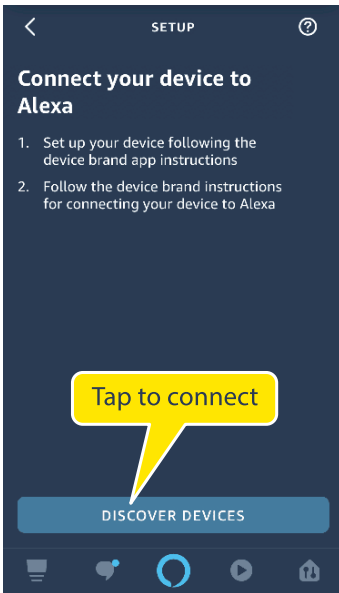 SETUP
Connect your device to
Alexa
1. Set up your device following the
device brand app instructions
2. Follow the device brand instructions
for connecting your device to Alexa
Tap to connect
DISCOVER DEVICES